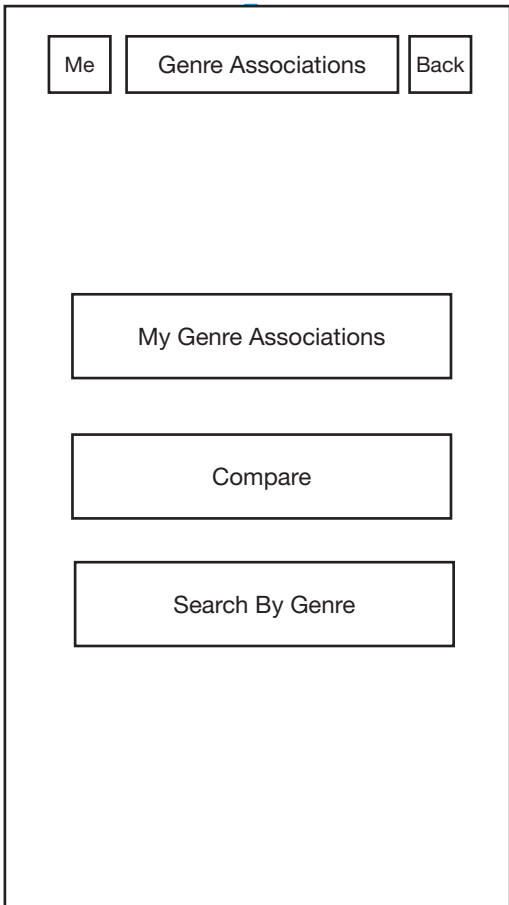 Me
Genre Associations
Back
My Genre Associations
Compare
Search By Genre